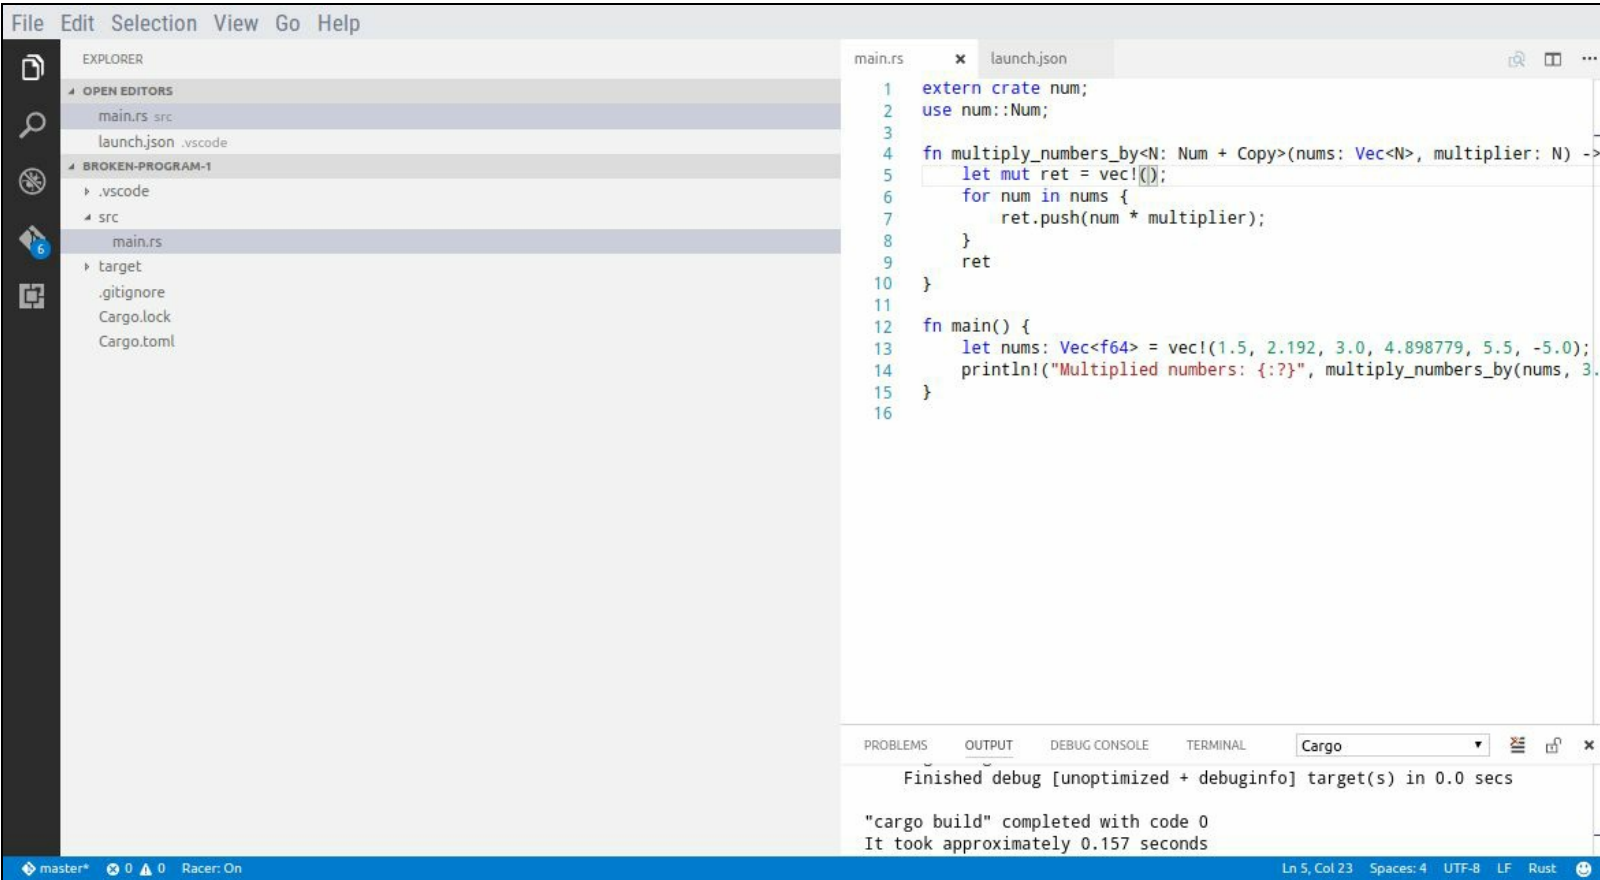 File Edit Selection View Go Help
EXPLORER
OPEN EDITORS
main.rs src
launch.json .vscode
BROKEN-PROGRAM-1
.vscode
src
main.rs
target
.gitignore
Cargo.lock
Cargo.toml
6
main.rs launch.json
1 extern crate num;
2 use num::Num;
3
4 fn multiply_numbers_by<N: Num + Copy>(nums: Vec<N>, multiplier: N) ->
5 let mut ret = vec!();
6 for num in nums {
7 ret.push(num * multiplier);
8 }
9 ret
10 }
11
12 fn main() {
13 let nums: Vec<f64> = vec!(1.5, 2.192, 3.0, 4.898779, 5.5, -5.0);
14 println!("Multiplied numbers: {:?}", multiply_numbers_by(nums, 3.
15 }
16
PROBLEMS OUTPUT DEBUG CONSOLE TERMINAL Cargo
Finished debug [unoptimized + debuginfo] target(s) in 0.0 secs
"cargo build" completed with code 0
It took approximately 0.157 seconds
master* 0 0 Racer: On Ln 5, Col 23 Spaces: 4 UTF-8 LF Rust